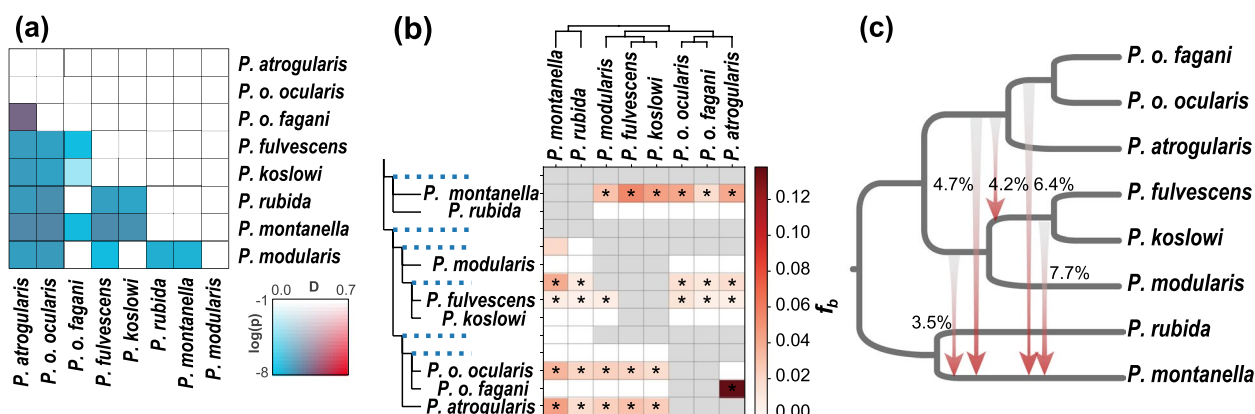 (a)
P. atrogularis
P. o. ocularis
P. o. fagani
P. fulvescens
P. koslowi
P. rubida
P. montanella
P. modularis
P. atrogularis
P. o. ocularis
P. o. fagani
P. fulvescens
P. koslowi
P. rubida
P. montanella
P. modularis
0.0 D 0.7
-1
log(p)
-8
(b)
P. montanella
P. rubida
P. modularis
P. fulvescens
P. koslowi
P. o. ocularis
P. o. fagani
P. atrogularis
P. montanella
P. rubida
P. modularis
P. fulvescens
P. koslowi
P. o. ocularis
P. o. fagani
P. atrogularis
* * * * * *
* * * * *
* * * * * *
* * * * *
*
* * * * *
0.12
0.10
0.08
0.06
0.04
0.02
0.00
fb
(c)
P. o. fagani
P. o. ocularis
P. atrogularis
P. fulvescens
P. koslowi
P. modularis
P. rubida
P. montanella
4.7% 4.2% 6.4%
7.7%
3.5%